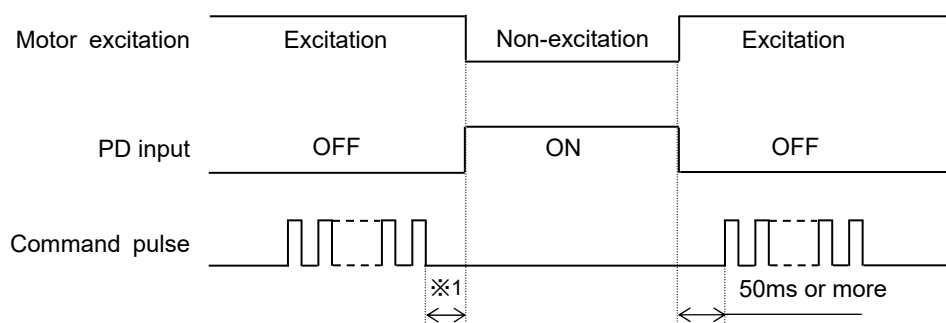 Motor excitation Excitation Non-excitation Excitation
PD input OFF ON OFF
Command pulse
※1 50ms or more